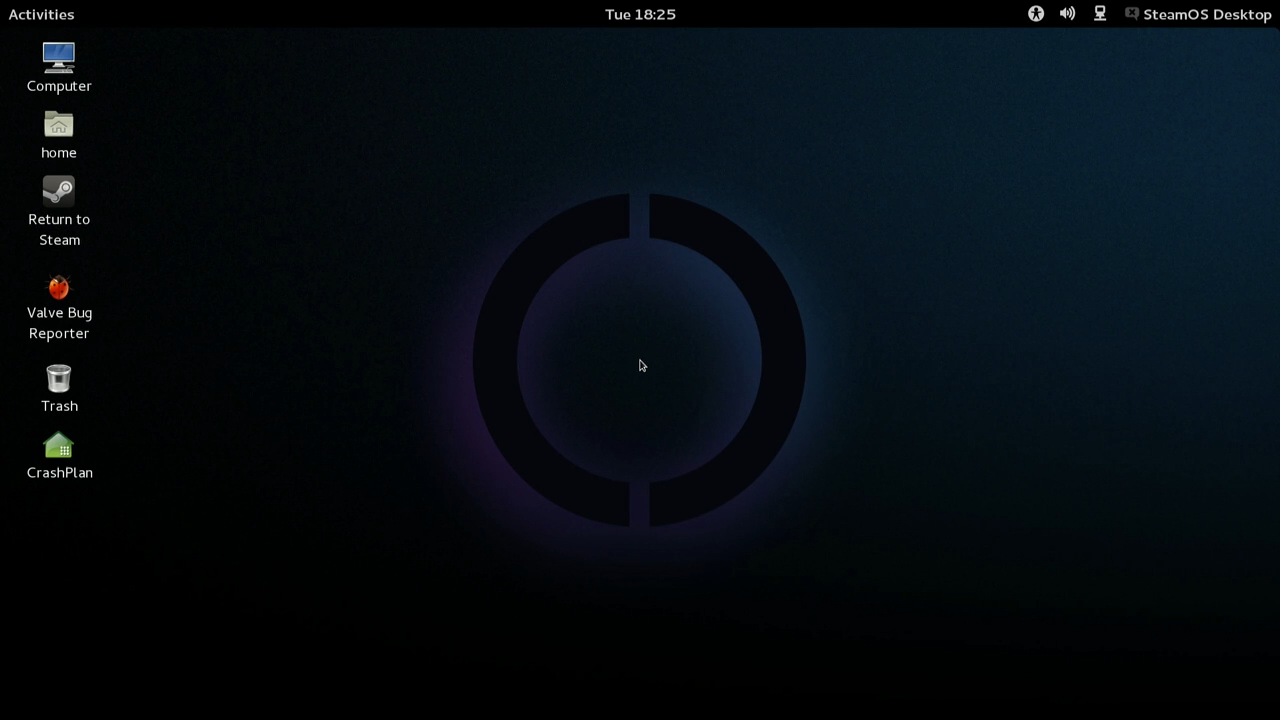 Activities
Tue 18:25
SteamOS Desktop
Computer
home
Return to
Steam
Valve Bug
Reporter
Trash
CrashPlan